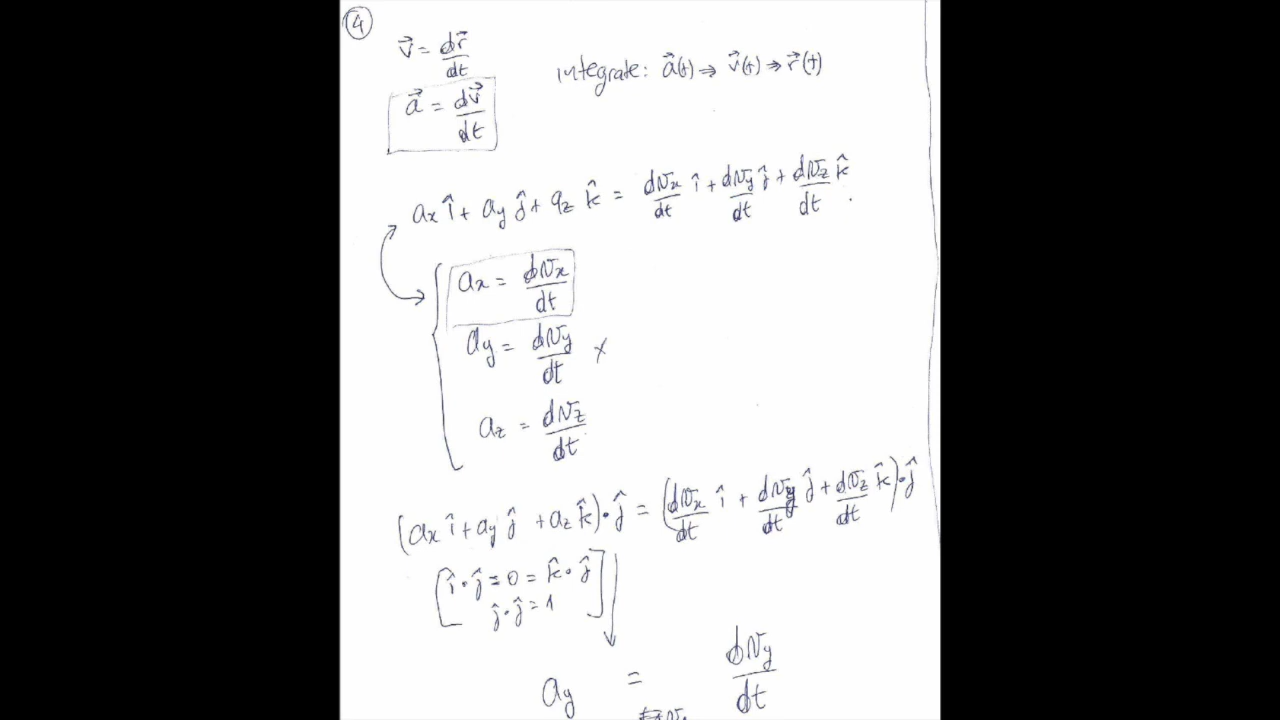 ④
v⃗ = dr⃗/dt
integrate: a⃗(t) ⇒ v⃗(t) ⇒ r⃗(t)
a⃗ = dv⃗/dt
ax î + ay ĵ + az k̂ = dvx/dt î + dvy/dt ĵ + dvz/dt k̂
ax = dvx/dt
ay = dvy/dt ×
az = dvz/dt
(ax î + ay ĵ + az k̂)•ĵ = (dvx/dt î + dvy/dt ĵ + dvz/dt k̂)•ĵ
[î•ĵ = 0 = k̂•ĵ
ĵ•ĵ = 1]
ay = dvy/dt